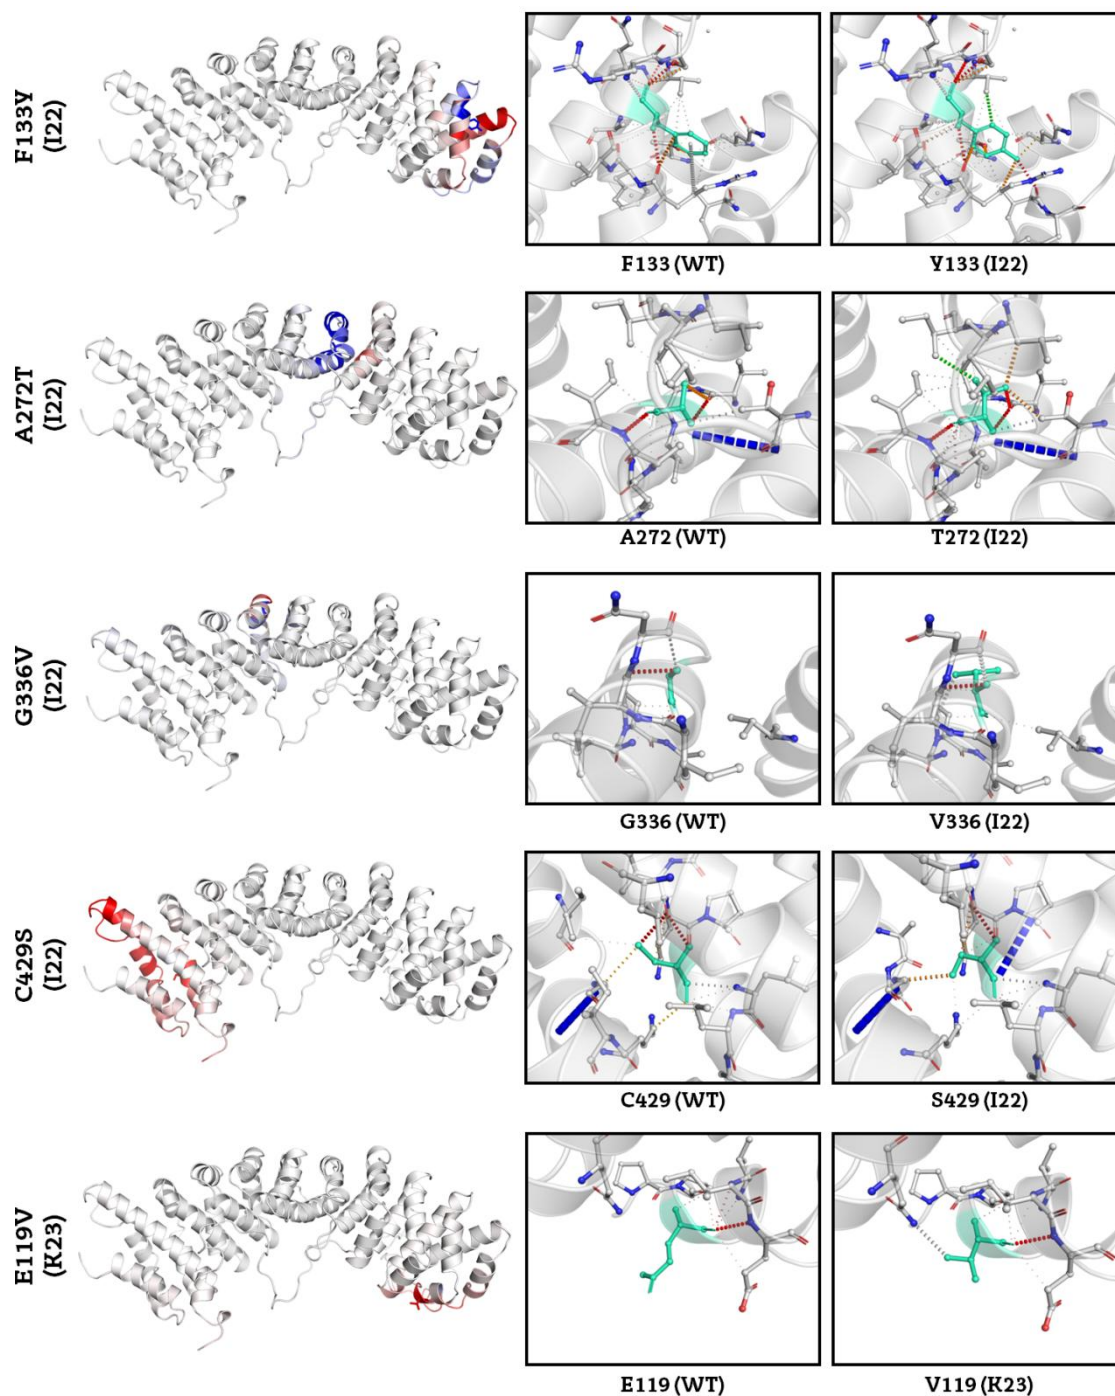 F133Y
(I22)
F133 (WT)
Y133 (I22)
A272T
(I22)
A272 (WT)
T272 (I22)
G336V
(I22)
G336 (WT)
V336 (I22)
C429S
(I22)
C429 (WT)
S429 (I22)
E119V
(K23)
E119 (WT)
V119 (K23)